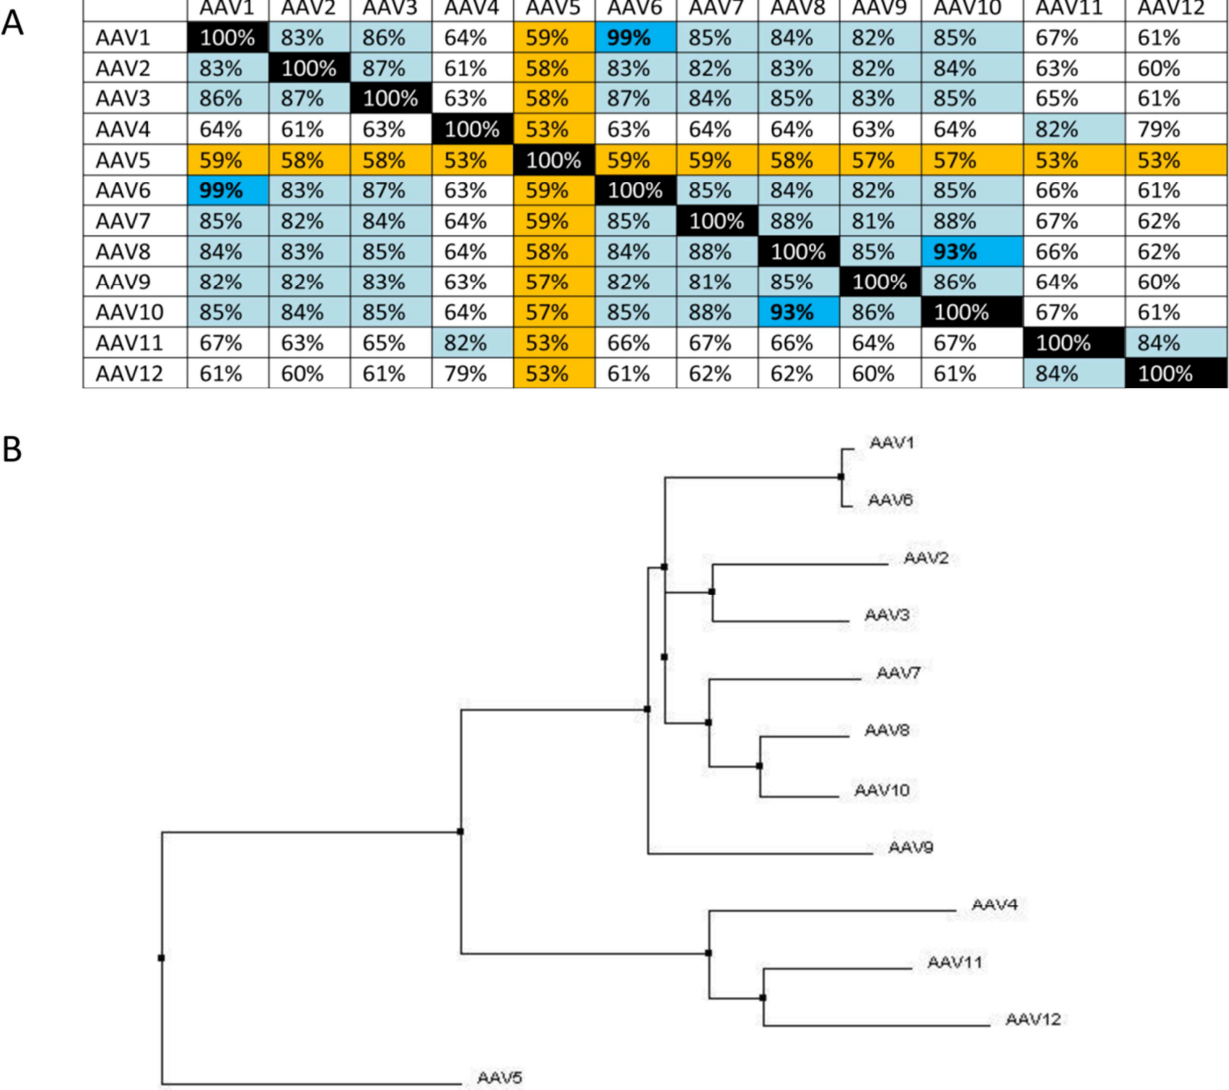 A
AAV1 AAV2 AAV3 AAV4 AAV5 AAV6 AAV7 AAV8 AAV9 AAV10 AAV11 AAV12
AAV1 100% 83% 86% 64% 59% 99% 85% 84% 82% 85% 67% 61%
AAV2 83% 100% 87% 61% 58% 83% 82% 83% 82% 84% 63% 60%
AAV3 86% 87% 100% 63% 58% 87% 84% 85% 83% 85% 65% 61%
AAV4 64% 61% 63% 100% 53% 63% 64% 64% 63% 64% 82% 79%
AAV5 59% 58% 58% 53% 100% 59% 59% 58% 57% 57% 53% 53%
AAV6 99% 83% 87% 63% 59% 100% 85% 84% 82% 85% 66% 61%
AAV7 85% 82% 84% 64% 59% 85% 100% 88% 81% 88% 67% 62%
AAV8 84% 83% 85% 64% 58% 84% 88% 100% 85% 93% 66% 62%
AAV9 82% 82% 83% 63% 57% 82% 81% 85% 100% 86% 64% 60%
AAV10 85% 84% 85% 64% 57% 85% 88% 93% 86% 100% 67% 61%
AAV11 67% 63% 65% 82% 53% 66% 67% 66% 64% 67% 100% 84%
AAV12 61% 60% 61% 79% 53% 61% 62% 62% 60% 61% 84% 100%
B
AAV1
AAV6
AAV2
AAV3
AAV7
AAV8
AAV10
AAV9
AAV4
AAV11
AAV12
AAV5